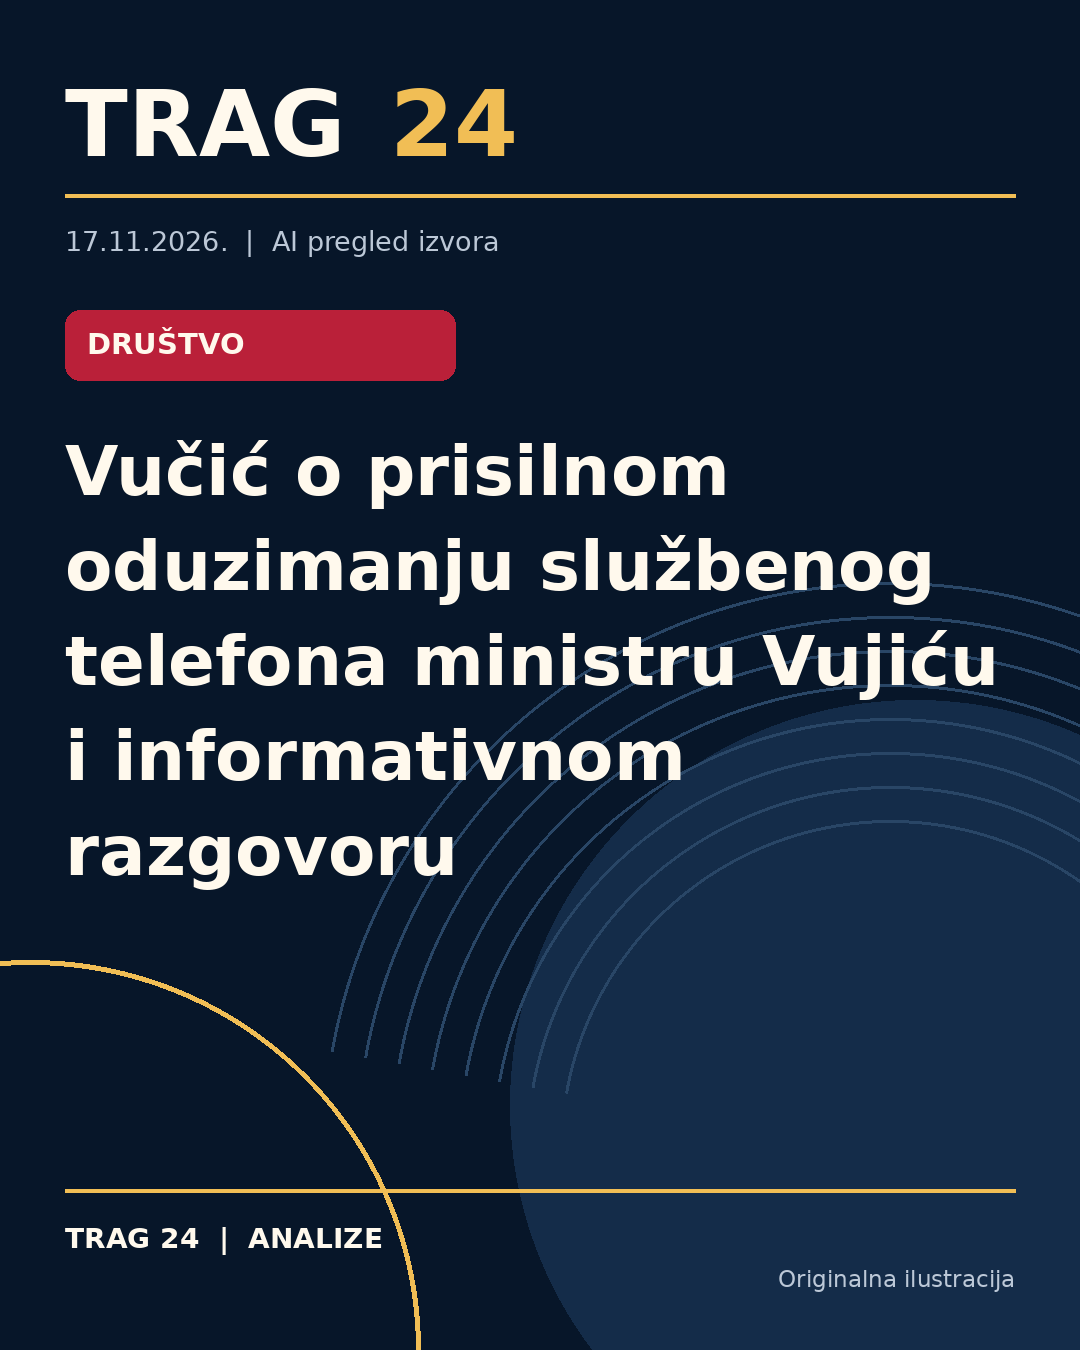 TRAG 24
17.11.2026. | AI pregled izvora
DRUŠTVO
Vučić o prisilnom
oduzimanju službenog
telefona ministru Vujiću
i informativnom
razgovoru
TRAG 24 | ANALIZE
Originalna ilustracija